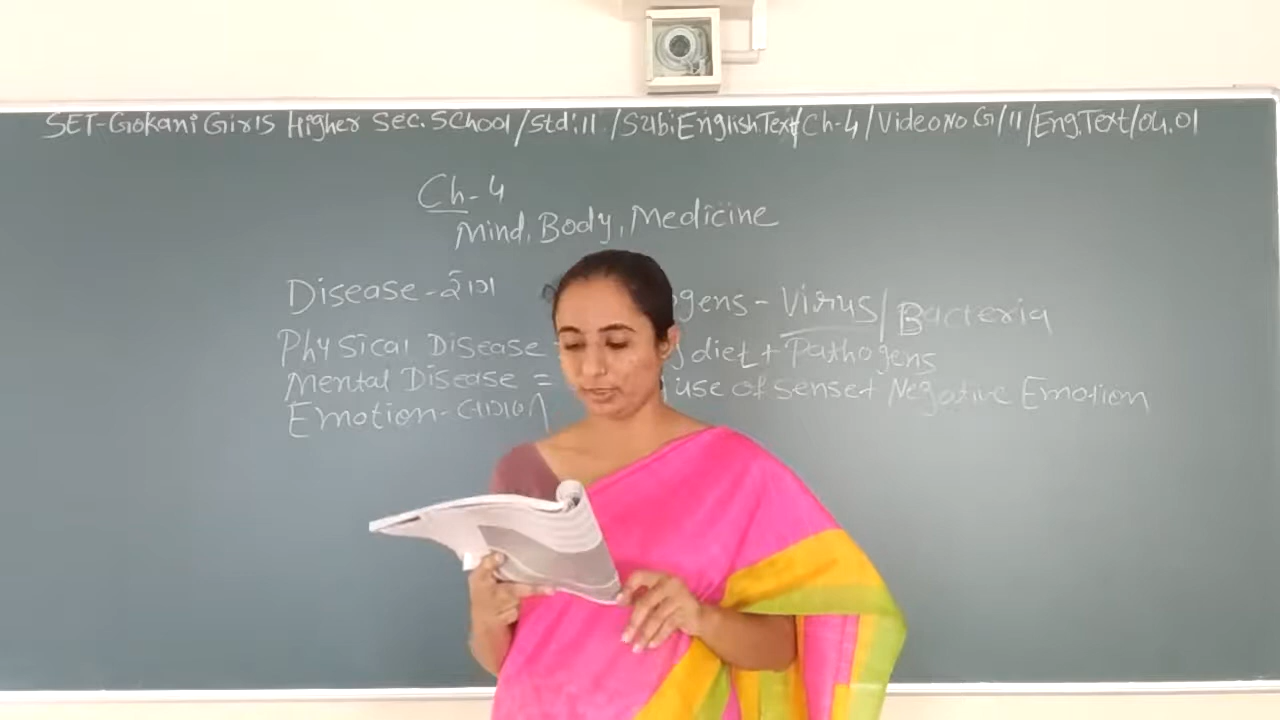 SET-Gokani Girls Higher Sec. School/Std:11/Sub:English Text/Ch-4/Video No.G/11/Eng.Text/04.01
Ch-4
Mind, Body, Medicine
Disease - રોગ
gens - Virus/Bacteria
Physical Disease diet + Pathogens
Mental Disease = use of sense + Negative Emotion
Emotion - લાગણી